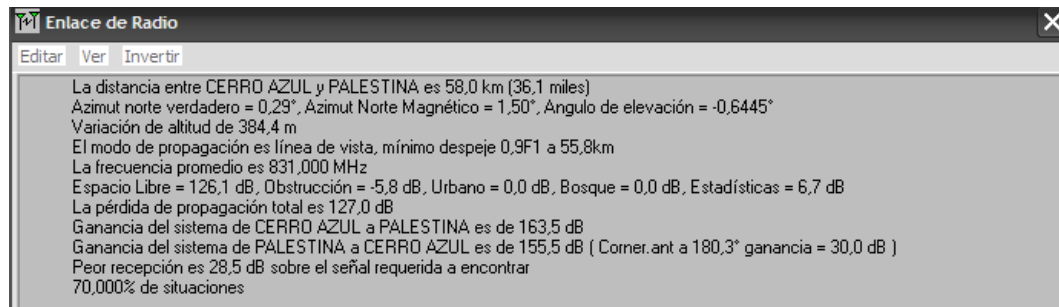 Enlace de Radio
Editar Ver Invertir
La distancia entre CERRO AZUL y PALESTINA es 58,0 km (36,1 miles)
Azimut norte verdadero = 0,29°, Azimut Norte Magnético = 1,50°, Angulo de elevación = -0,6445°
Variación de altitud de 384,4 m
El modo de propagación es línea de vista, mínimo despeje 0,9F1 a 55,8km
La frecuencia promedio es 831,000 MHz
Espacio Libre = 126,1 dB, Obstrucción = -5,8 dB, Urbano = 0,0 dB, Bosque = 0,0 dB, Estadísticas = 6,7 dB
La pérdida de propagación total es 127,0 dB
Ganancia del sistema de CERRO AZUL a PALESTINA es de 163,5 dB
Ganancia del sistema de PALESTINA a CERRO AZUL es de 155,5 dB ( Corner.ant a 180,3° ganancia = 30,0 dB )
Peor recepción es 28,5 dB sobre el señal requerida a encontrar
70,000% de situaciones